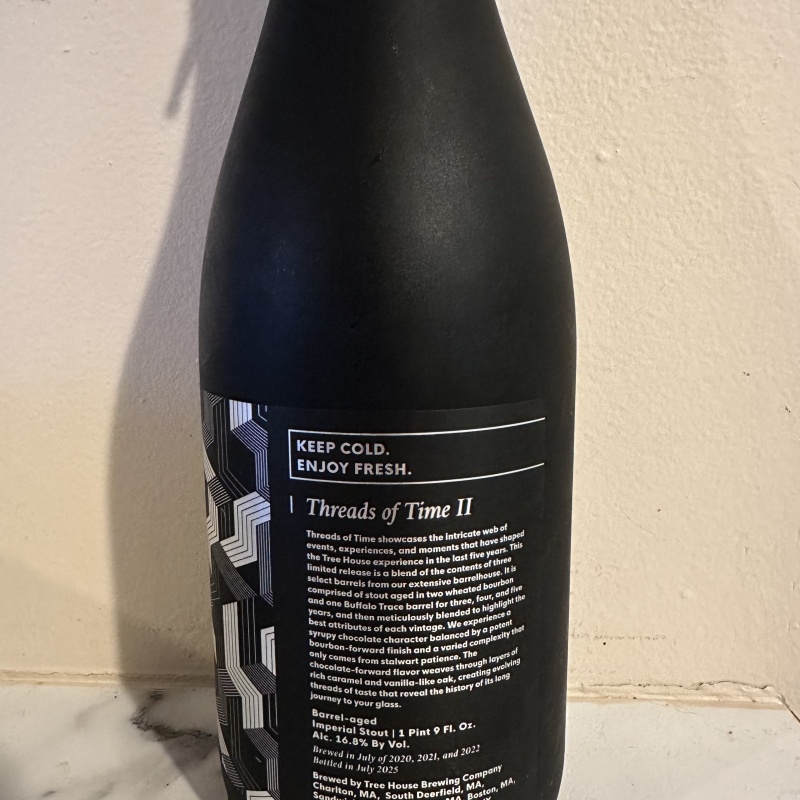 KEEP COLD.
ENJOY FRESH.
Threads of Time II
Threads of Time showcases the intricate web of
events, experiences, and moments that have shaped
the Tree House experience in the last five years. This
limited release is a blend of the contents of three
select barrels from our extensive barrelhouse. It is
comprised of stout aged in two wheated bourbon
and one Buffalo Trace barrel for three, four, and five
years, and then meticulously blended to highlight the
best attributes of each vintage. We experience a
syrupy chocolate character balanced by a potent
bourbon-forward finish and a varied complexity that
only comes from stalwart patience. The
chocolate-forward flavor weaves through layers of
rich caramel and vanilla-like oak, creating evolving
threads of taste that reveal the history of its long
journey to your glass.
Barrel-aged
Imperial Stout | 1 Pint 9 Fl. Oz.
Alc. 16.8% By Vol.
Brewed in July of 2020, 2021, and 2022
Bottled in July 2025
Brewed by Tree House Brewing Company
Charlton, MA, South Deerfield, MA,
MA, Boston, MA,